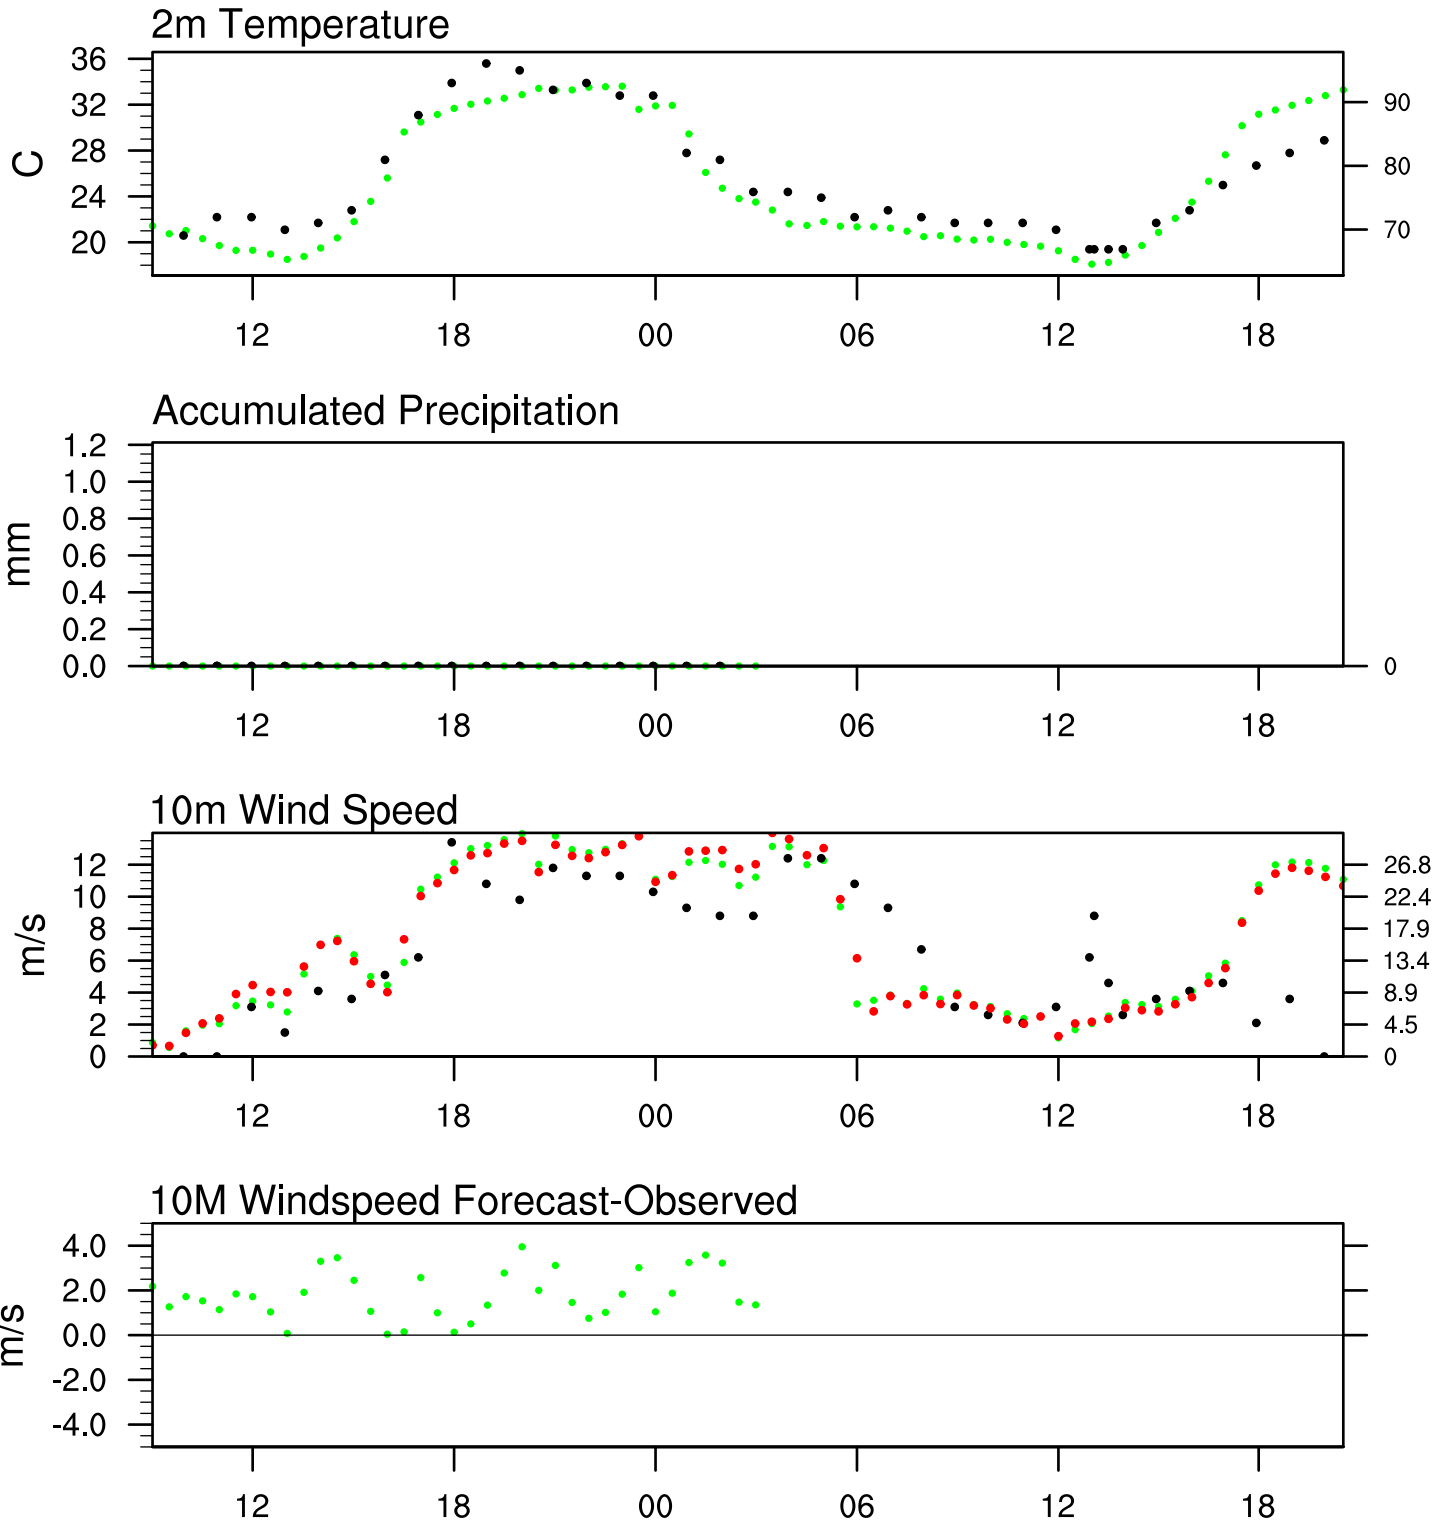 2m Temperature
36
32
28
24
20
C
90
80
70
12 18 00 06 12 18
Accumulated Precipitation
1.2
1.0
0.8
0.6
0.4
0.2
0.0
mm
0
12 18 00 06 12 18
10m Wind Speed
12
10
8
6
4
2
0
m/s
26.8
22.4
17.9
13.4
8.9
4.5
0
12 18 00 06 12 18
10M Windspeed Forecast-Observed
4.0
2.0
0.0
-2.0
-4.0
m/s
12 18 00 06 12 18